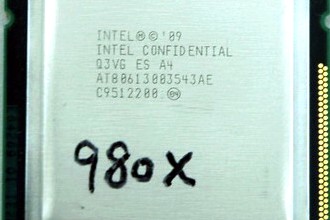 INTEL®©'09
INTEL CONFIDENTIAL
Q3VG ES A4
AT80613003543AE
C9512200.
980X